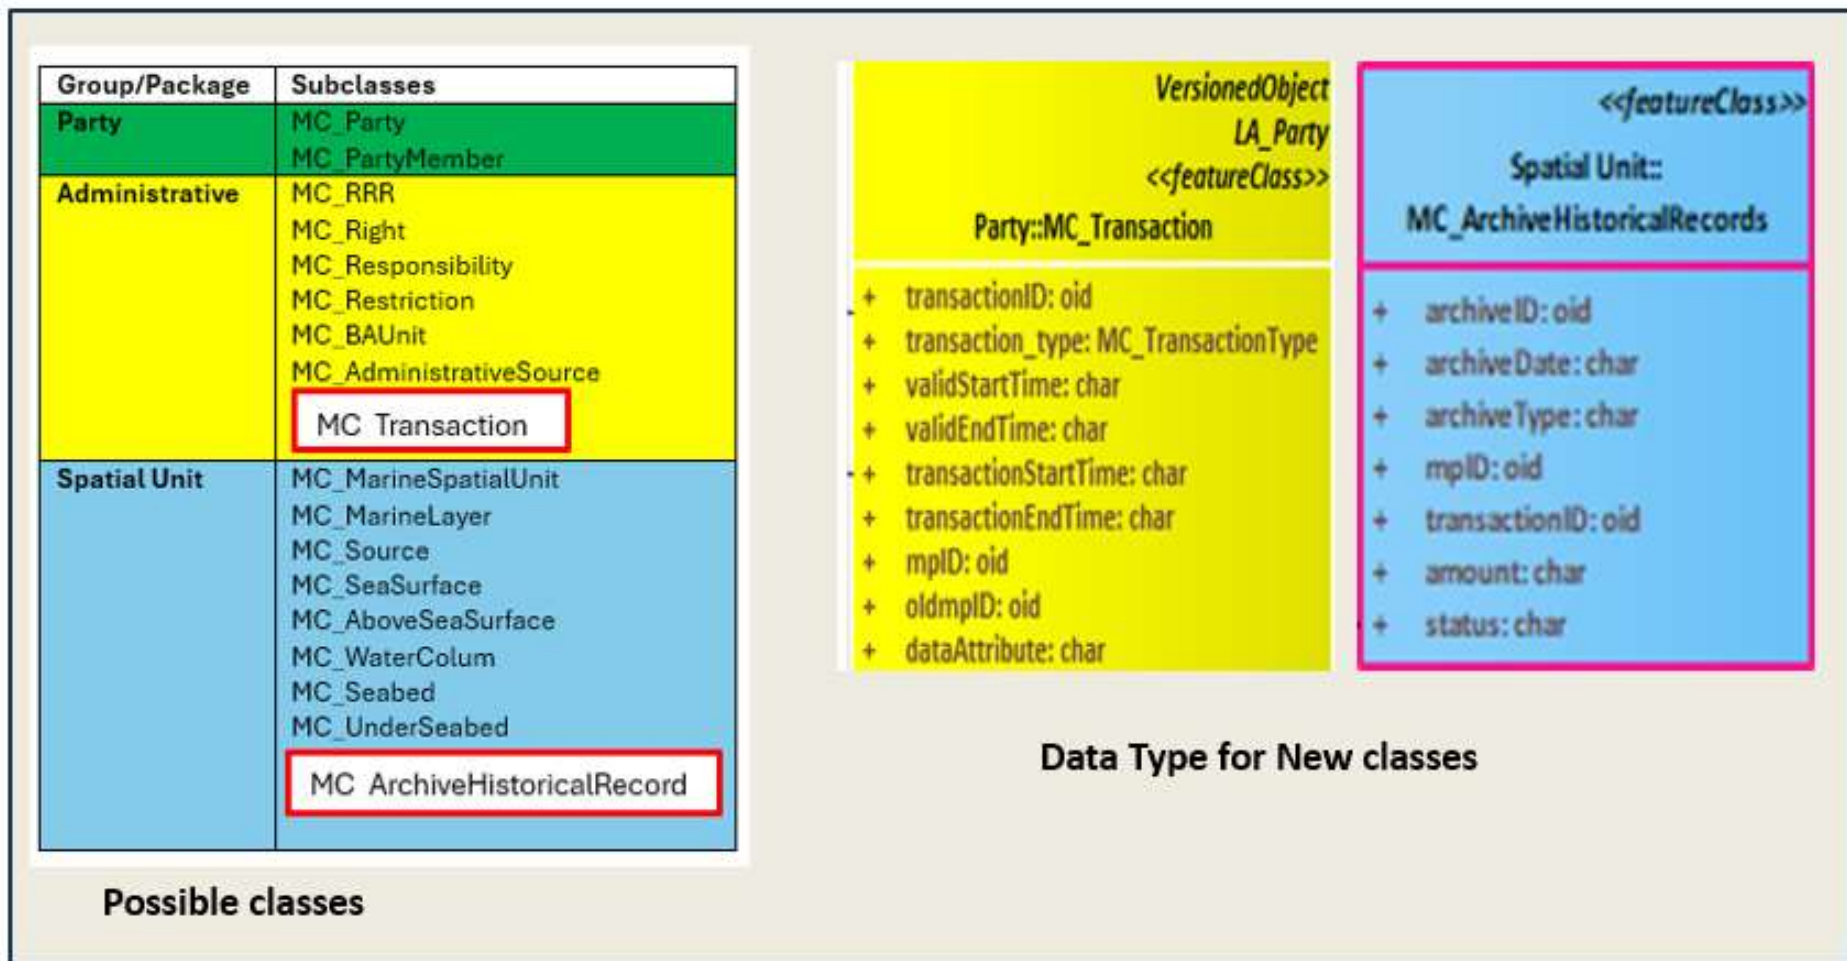 Group/Package Subclasses
Party MC_Party
MC_PartyMember
Administrative MC_RRR
MC_Right
MC_Responsibility
MC_Restriction
MC_BAUnit
MC_AdministrativeSource
MC Transaction
Spatial Unit MC_MarineSpatialUnit
MC_MarineLayer
MC_Source
MC_SeaSurface
MC_AboveSeaSurface
MC_WaterColum
MC_Seabed
MC_UnderSeabed
MC ArchiveHistoricalRecord
Possible classes
VersionedObject
LA_Party
<<featureClass>>
Party::MC_Transaction
+ transactionID: oid
+ transaction_type: MC_TransactionType
+ validStartTime: char
+ validEndTime: char
+ transactionStartTime: char
+ transactionEndTime: char
+ mpID: oid
+ oldmpID: oid
+ dataAttribute: char
<<featureClass>>
Spatial Unit::
MC_ArchiveHistoricalRecords
+ archiveID: oid
+ archiveDate: char
+ archiveType: char
+ mpID: oid
+ transactionID: oid
+ amount: char
+ status: char
Data Type for New classes